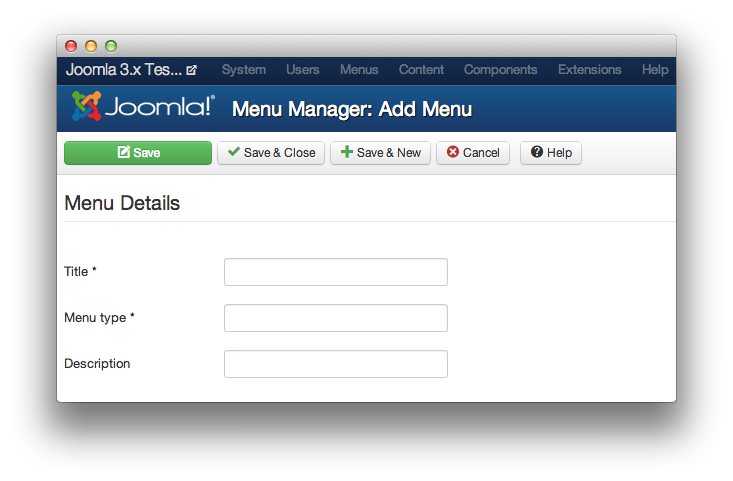 Joomla 3.x Tes... System Users Menus Content Components Extensions Help
Joomla!® Menu Manager: Add Menu
Save Save & Close Save & New Cancel Help
Menu Details
Title *
Menu type *
Description